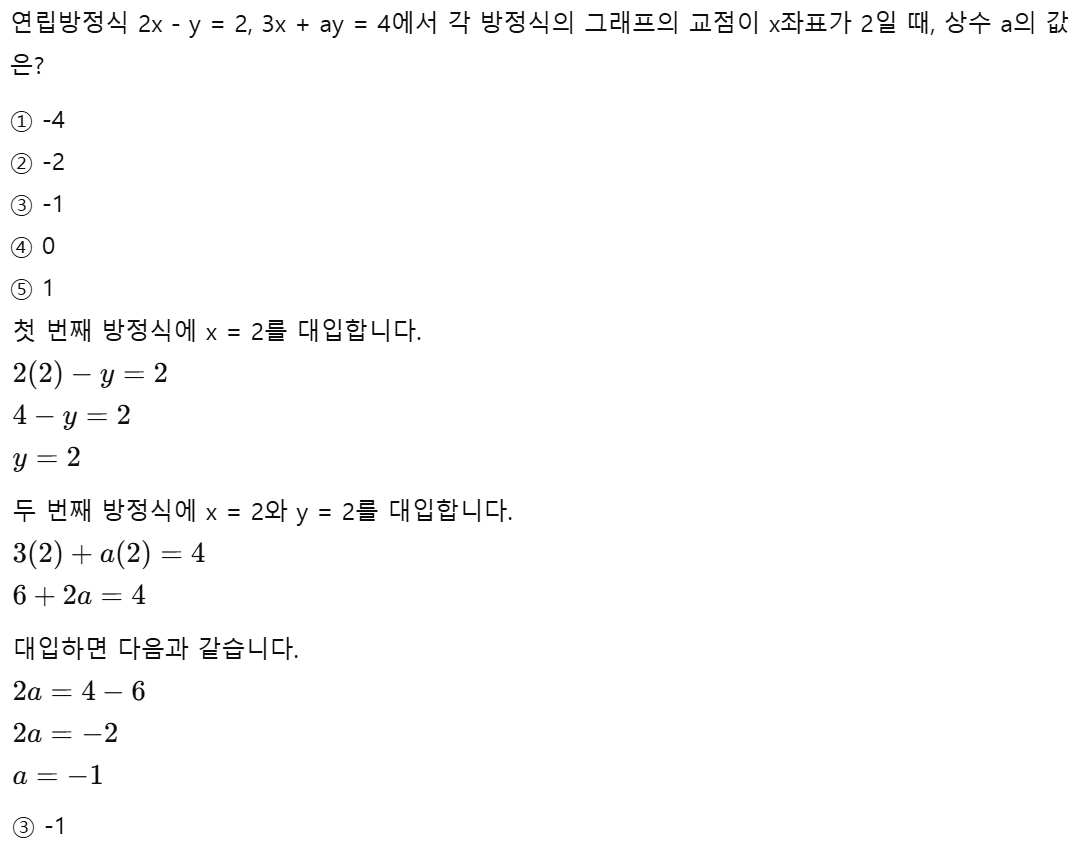 연립방정식 2x - y = 2, 3x + ay = 4에서 각 방정식의 그래프의 교점이 x좌표가 2일 때, 상수 a의 값
은?
① -4
② -2
③ -1
④ 0
⑤ 1
첫 번째 방정식에 x = 2를 대입합니다.
2(2) − y = 2
4 − y = 2
y = 2
두 번째 방정식에 x = 2와 y = 2를 대입합니다.
3(2) + a(2) = 4
6 + 2a = 4
대입하면 다음과 같습니다.
2a = 4 − 6
2a = −2
a = −1
③ -1